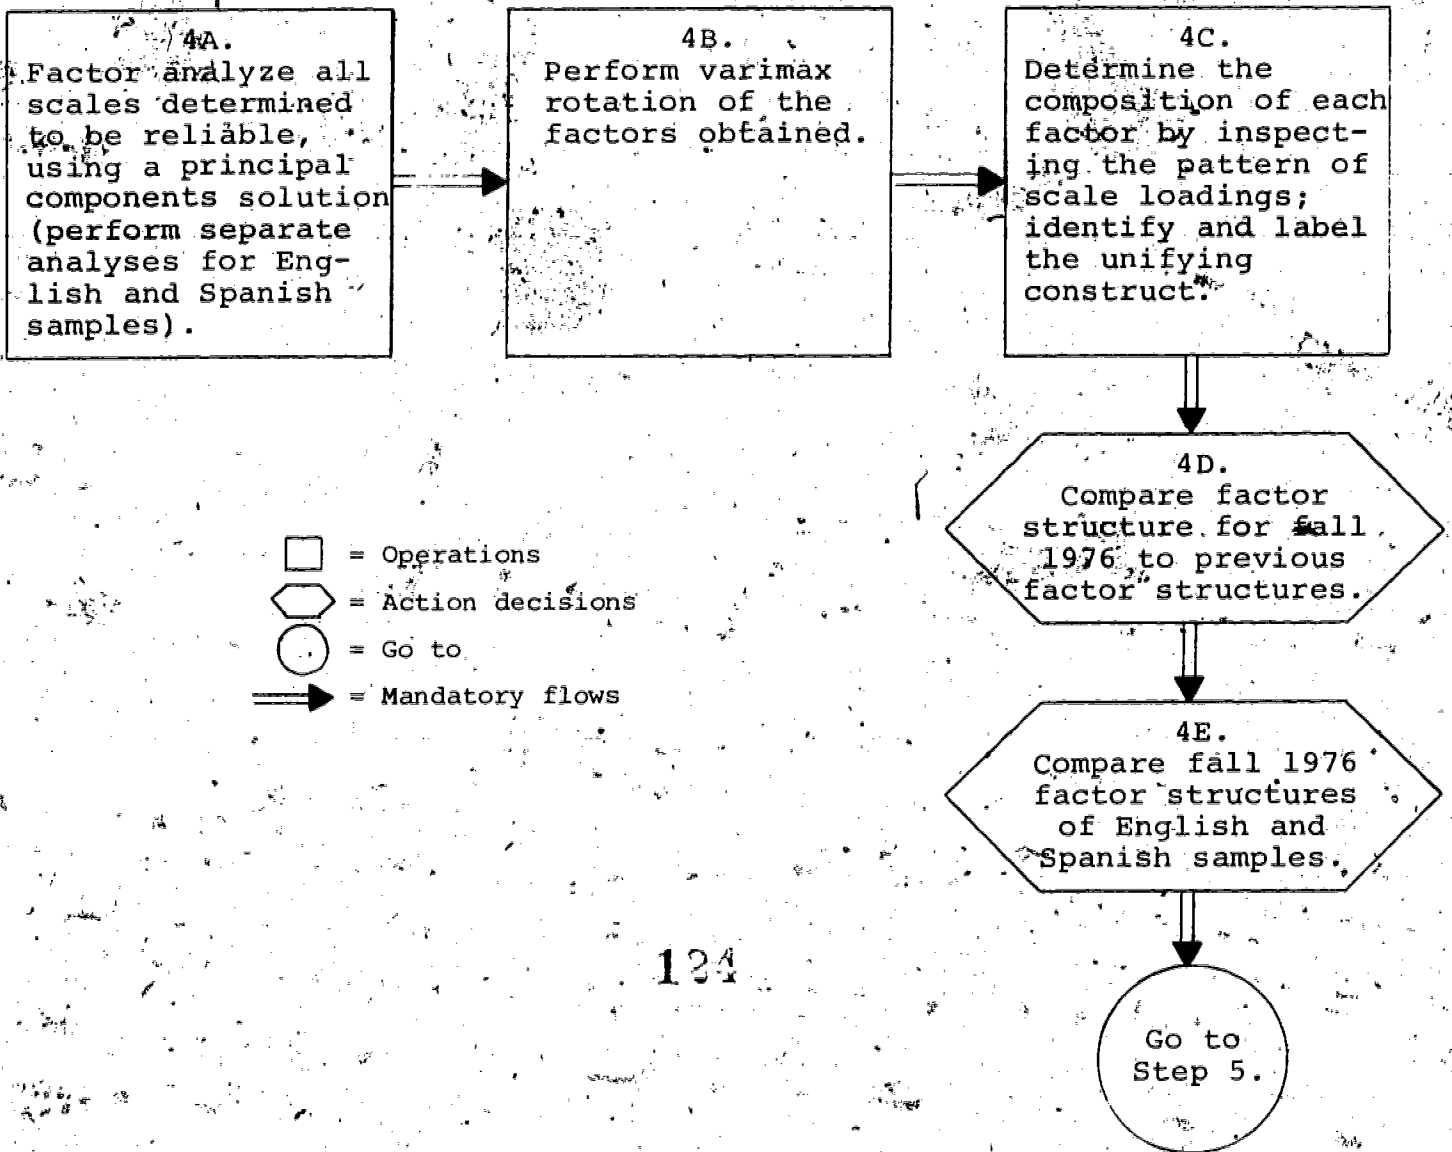 4A.
Factor analyze all
scales determined
to be reliable,
using a principal
components solution
(perform separate
analyses for Eng-
lish and Spanish
samples).
4B.
Perform varimax
rotation of the
factors obtained.
4C.
Determine the
composition of each
factor by inspect-
ing the pattern of
scale loadings;
identify and label
the unifying
construct.
4D.
Compare factor
structure for fall
1976 to previous
factor structures.
= Operations
= Action decisions
= Go to
= Mandatory flows
4E.
Compare fall 1976
factor structures
of English and
Spanish samples.
124
Go to
Step 5.